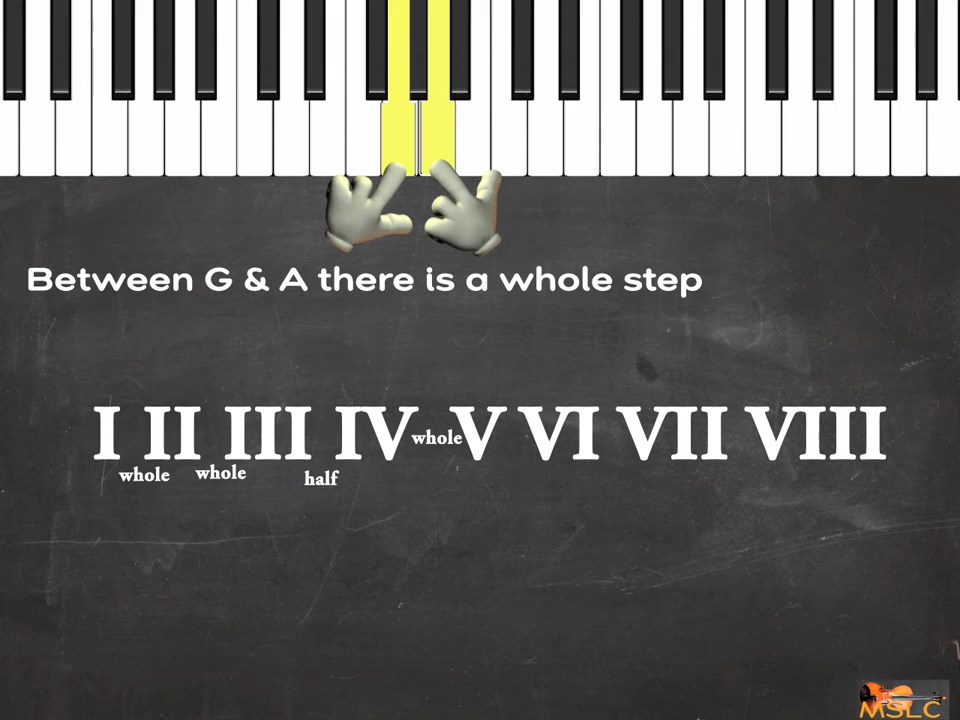 Between G & A there is a whole step
I II III IV whole V VI VII VIII
whole whole half
MSLC